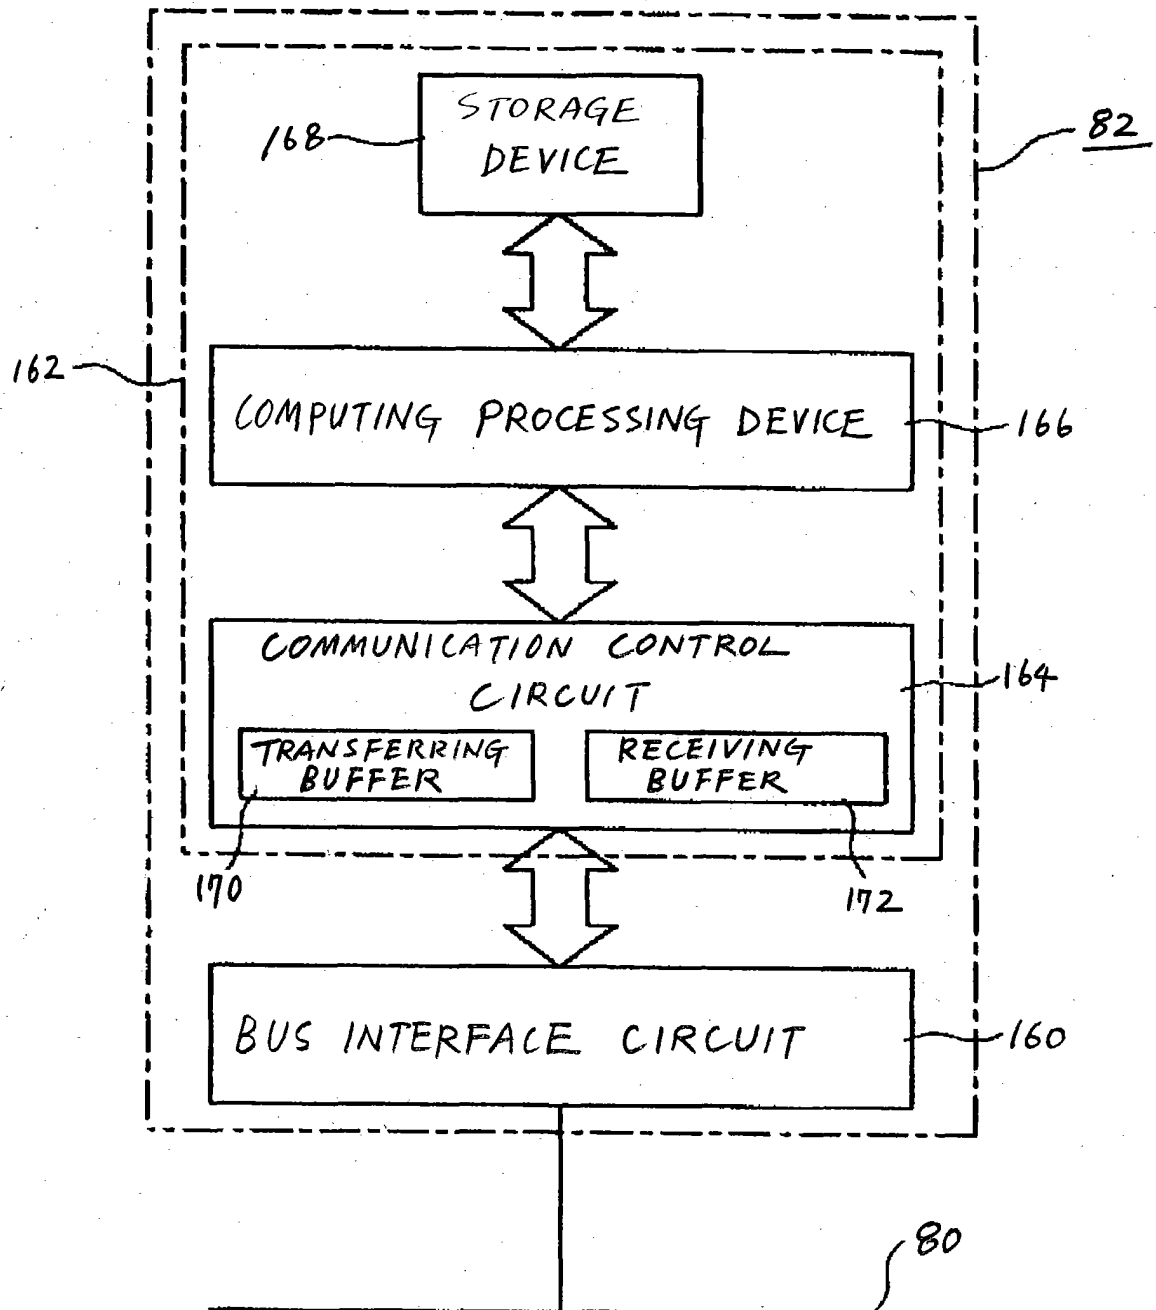 STORAGE
DEVICE
168
82
162
COMPUTING PROCESSING DEVICE
166
COMMUNICATION CONTROL
CIRCUIT
164
TRANSFERRING
BUFFER
RECEIVING
BUFFER
170
172
BUS INTERFACE CIRCUIT
160
80